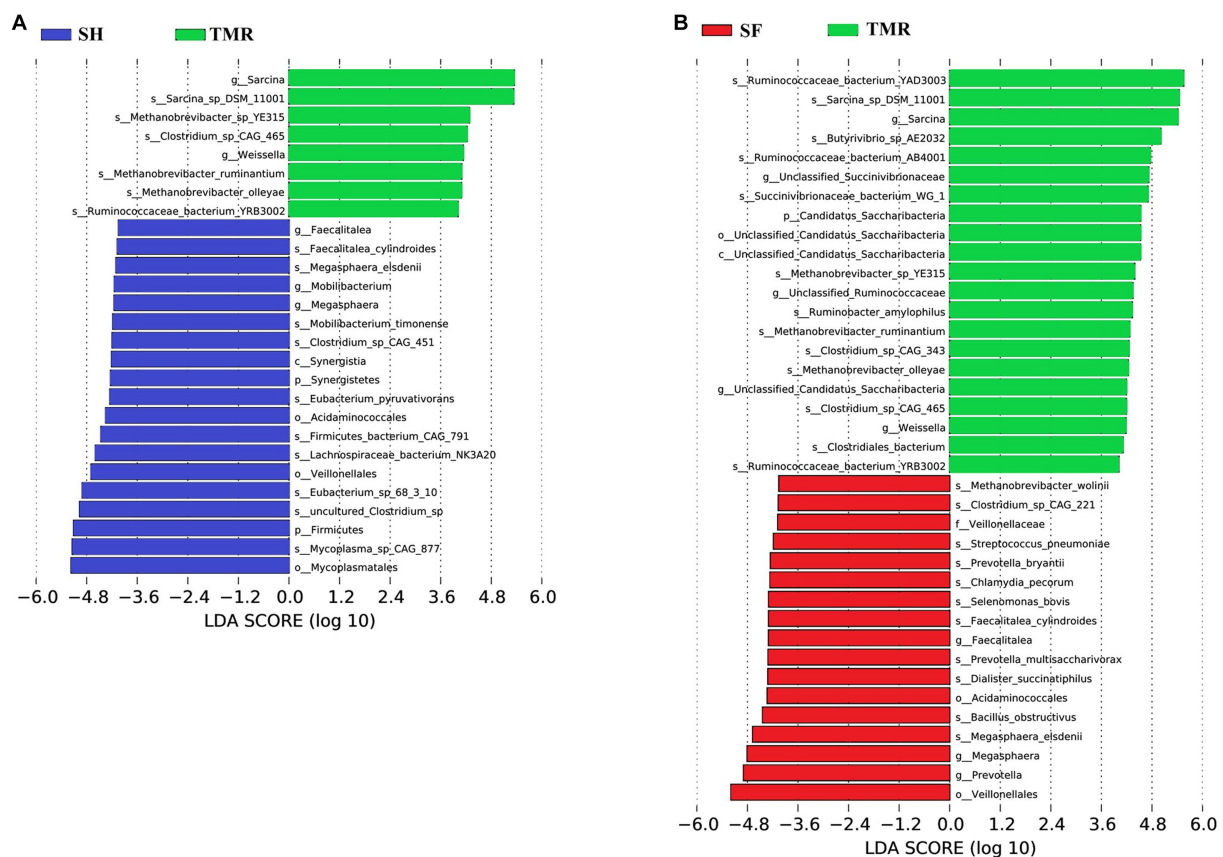 A
SH
TMR
g__Sarcina
s__Sarcina_sp_DSM_11001
s__Methanobrevibacter_sp_YE315
s__Clostridium_sp_CAG_465
g__Weissella
s__Methanobrevibacter_ruminantium
s__Methanobrevibacter_olleyae
s__Ruminococcaceae_bacterium_YRB3002
g__Faecalitalea
s__Faecalitalea_cylindroides
s__Megasphaera_elsdenii
g__Mobilibacterium
g__Megasphaera
s__Mobilibacterium_timonense
s__Clostridium_sp_CAG_451
c__Synergistia
p__Synergistetes
s__Eubacterium_pyruvativorans
o__Acidaminococcales
s__Firmicutes_bacterium_CAG_791
s__Lachnospiraceae_bacterium_NK3A20
o__Veillonellales
s__Eubacterium_sp_68_3_10
s__uncultured_Clostridium_sp
p__Firmicutes
s__Mycoplasma_sp_CAG_877
o__Mycoplasmatales
−6.0 −4.8 −3.6 −2.4 −1.2 0.0 1.2 2.4 3.6 4.8 6.0
LDA SCORE (log 10)
B
SF
TMR
s__Ruminococcaceae_bacterium_YAD3003
s__Sarcina_sp_DSM_11001
g__Sarcina
s__Butyrivibrio_sp_AE2032
s__Ruminococcaceae_bacterium_AB4001
g__Unclassified_Succinivibrionaceae
s__Succinivibrionaceae_bacterium_WG_1
p__Candidatus_Saccharibacteria
o__Unclassified_Candidatus_Saccharibacteria
c__Unclassified_Candidatus_Saccharibacteria
s__Methanobrevibacter_sp_YE315
g__Unclassified_Ruminococcaceae
s__Ruminobacter_amylophilus
s__Methanobrevibacter_ruminantium
s__Clostridium_sp_CAG_343
s__Methanobrevibacter_olleyae
g__Unclassified_Candidatus_Saccharibacteria
s__Clostridium_sp_CAG_465
g__Weissella
s__Clostridiales_bacterium
s__Ruminococcaceae_bacterium_YRB3002
s__Methanobrevibacter_wolinii
s__Clostridium_sp_CAG_221
f__Veillonellaceae
s__Streptococcus_pneumoniae
s__Prevotella_bryantii
s__Chlamydia_pecorum
s__Selenomonas_bovis
s__Faecalitalea_cylindroides
g__Faecalitalea
s__Prevotella_multisaccharivorax
s__Dialister_succinatiphilus
o__Acidaminococcales
s__Bacillus_obstructivus
s__Megasphaera_elsdenii
g__Megasphaera
g__Prevotella
o__Veillonellales
−6.0 −4.8 −3.6 −2.4 −1.2 0.0 1.2 2.4 3.6 4.8 6.0
LDA SCORE (log 10)